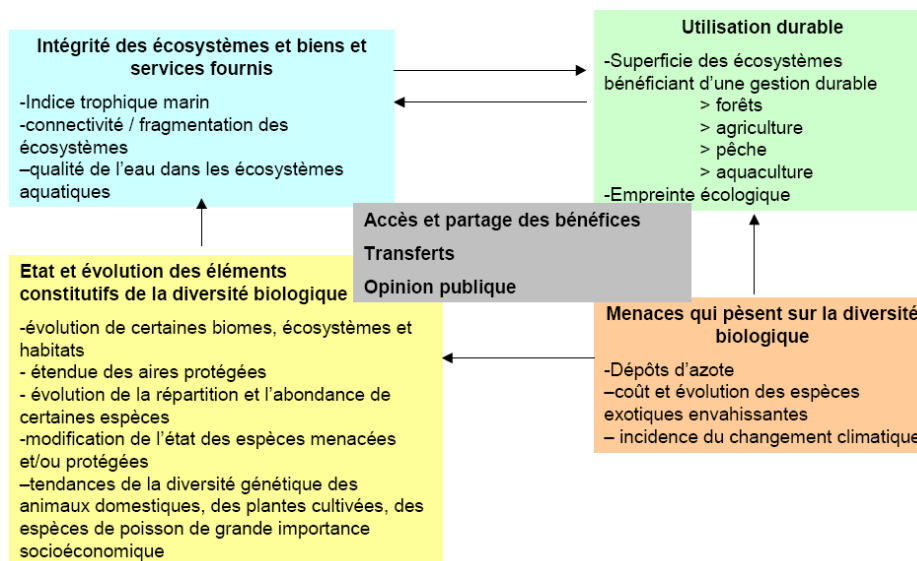 Intégrité des écosystèmes et biens et
services fournis
-Indice trophique marin
-connectivité / fragmentation des
écosystèmes
–qualité de l’eau dans les écosystèmes
aquatiques
Utilisation durable
-Superficie des écosystèmes
bénéficiant d’une gestion durable
> forêts
> agriculture
> pêche
> aquaculture
-Empreinte écologique
Accès et partage des bénéfices
Transferts
Opinion publique
Etat et évolution des éléments
constitutifs de la diversité biologique
-évolution de certaines biomes, écosystèmes et
habitats
- étendue des aires protégées
- évolution de la répartition et l’abondance de
certaines espèces
-modification de l’état des espèces menacées
et/ou protégées
–tendances de la diversité génétique des
animaux domestiques, des plantes cultivées, des
espèces de poisson de grande importance
socioéconomique
Menaces qui pèsent sur la diversité
biologique
-Dépôts d’azote
–coût et évolution des espèces
exotiques envahissantes
– incidence du changement climatique